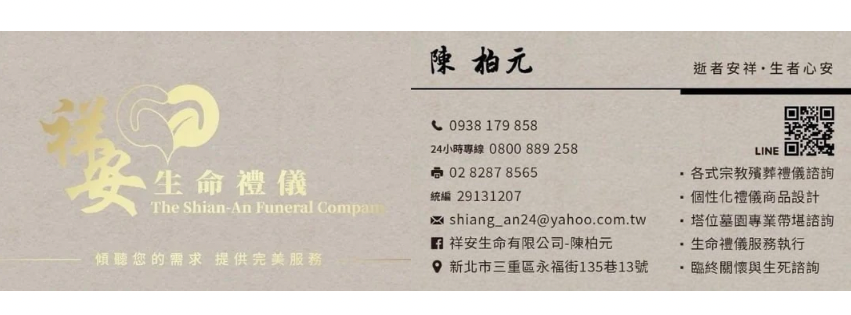 祥安生命禮儀
The Shian-An Funeral Company
傾聽您的需求 提供完美服務
陳柏元
逝者安祥·生者心安
0938 179 858
24小時專線 0800 889 258
02 8287 8565
統編 29131207
shiang_an24@yahoo.com.tw
祥安生命有限公司-陳柏元
新北市三重區永福街135巷13號
LINE
·各式宗教殯葬禮儀諮詢
·個性化禮儀商品設計
·塔位墓園專業帶堪諮詢
·生命禮儀服務執行
·臨終關懷與生死諮詢